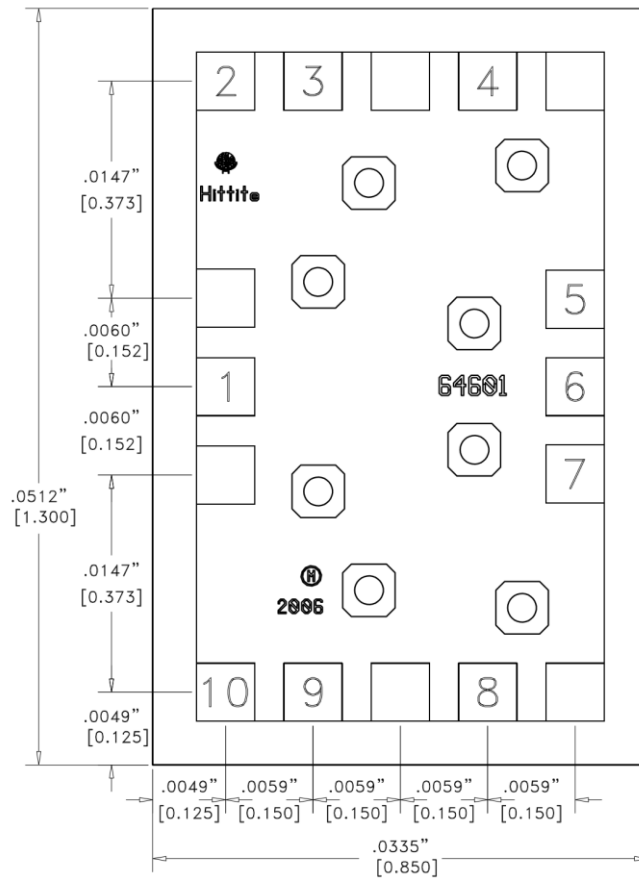 2 3 4
.0147"
[0.373]
Hittite
5
.0060"
[0.152]
1 64601 6
.0060"
[0.152]
7
.0512"
[1.300]
.0147"
[0.373]
M
2006
10 9 8
.0049"
[0.125]
.0049" .0059" .0059" .0059" .0059"
[0.125] [0.150] [0.150] [0.150] [0.150]
.0335"
[0.850]